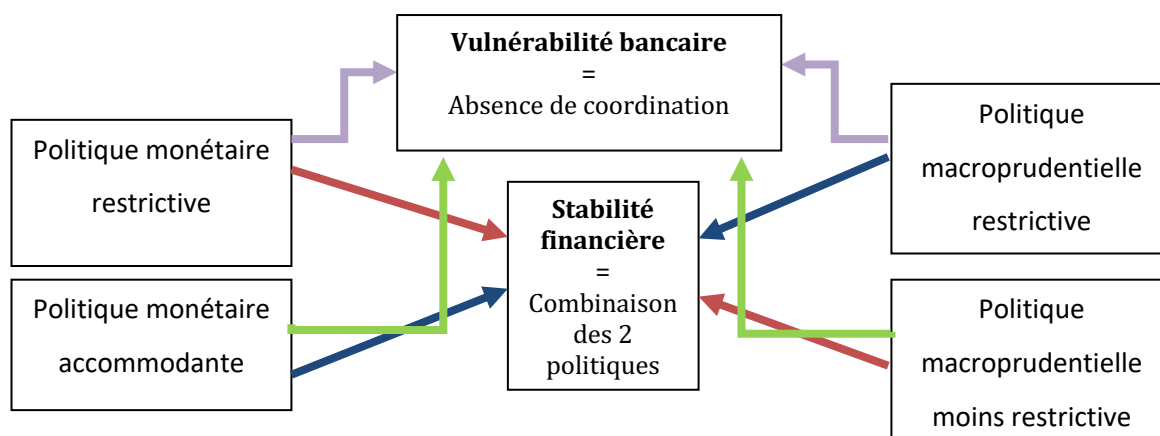 Vulnérabilité bancaire
=
Absence de coordination
Politique monétaire
restrictive
Politique
macroprudentielle
restrictive
Stabilité
financière
=
Combinaison
des 2
politiques
Politique monétaire
accommodante
Politique
macroprudentielle
moins restrictive